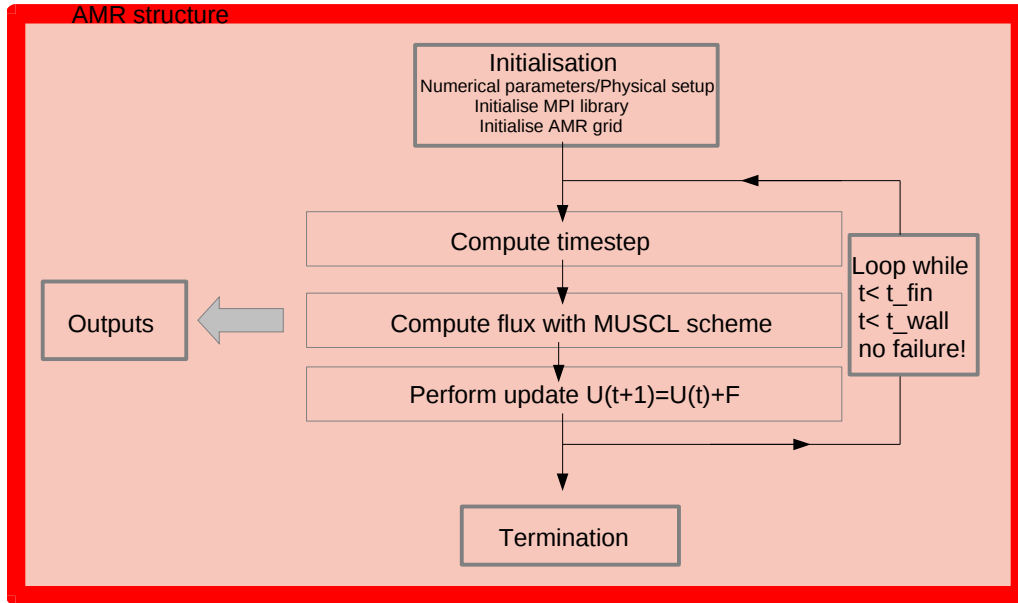 AMR structure
Initialisation
Numerical parameters/Physical setup
Initialise MPI library
Initialise AMR grid
Compute timestep
Loop while
t< t_fin
t< t_wall
no failure!
Outputs
Compute flux with MUSCL scheme
Perform update U(t+1)=U(t)+F
Termination